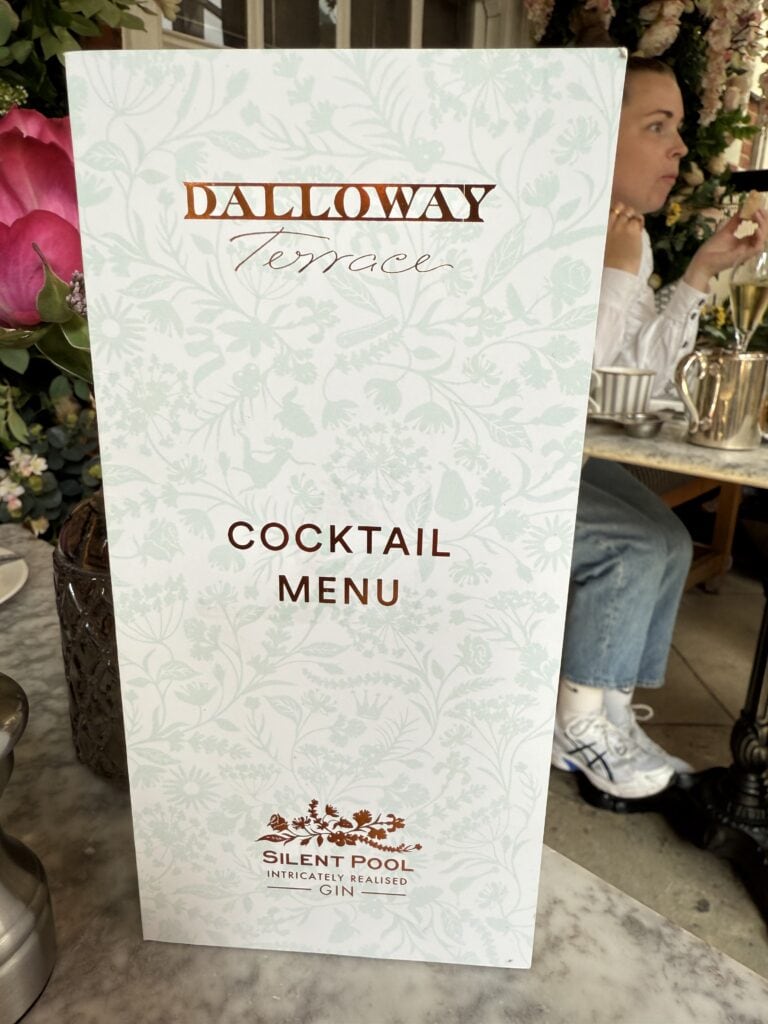 DALLOWAY
Terrace
COCKTAIL
MENU
SILENT POOL
INTRICATELY REALISED
GIN